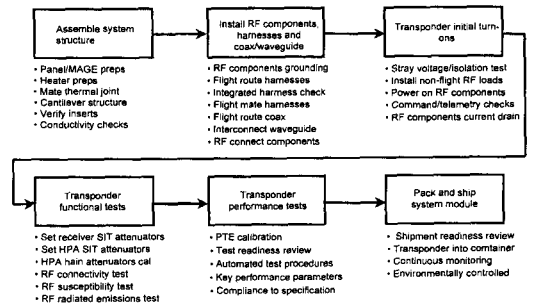 Assemble system
structure
• Panel/MAGE preps
• Heater preps
• Mate thermal joint
• Cantilever structure
• Verify inserts
• Conductivity checks
Install RF components,
harnesses and
coax/waveguide
• RF components grounding
• Flight route harnesses
• Integrated harness check
• Flight mate harnesses
• Flight route coax
• Interconnect waveguide
• RF connect components
Transponder initial turn-
ons
• Stray voltage/isolation test
• Install non-flight RF loads
• Power on RF components
• Command/telemetry checks
• RF components current drain
Transponder
functional tests
• Set receiver SIT attenuators
• Set HPA SIT attenuators
• HPA hain attenuators cal
• RF connectivity test
• RF susceptibility test
• RF radiated emissions test
Transponder
performance tests
• PTE calibration
• Test readiness review
• Automated test procedures
• Key performance parameters
• Compliance to specification
Pack and ship
system module
• Shipment readiness review
• Transponder into container
• Continuous monitoring
• Environmentally controlled